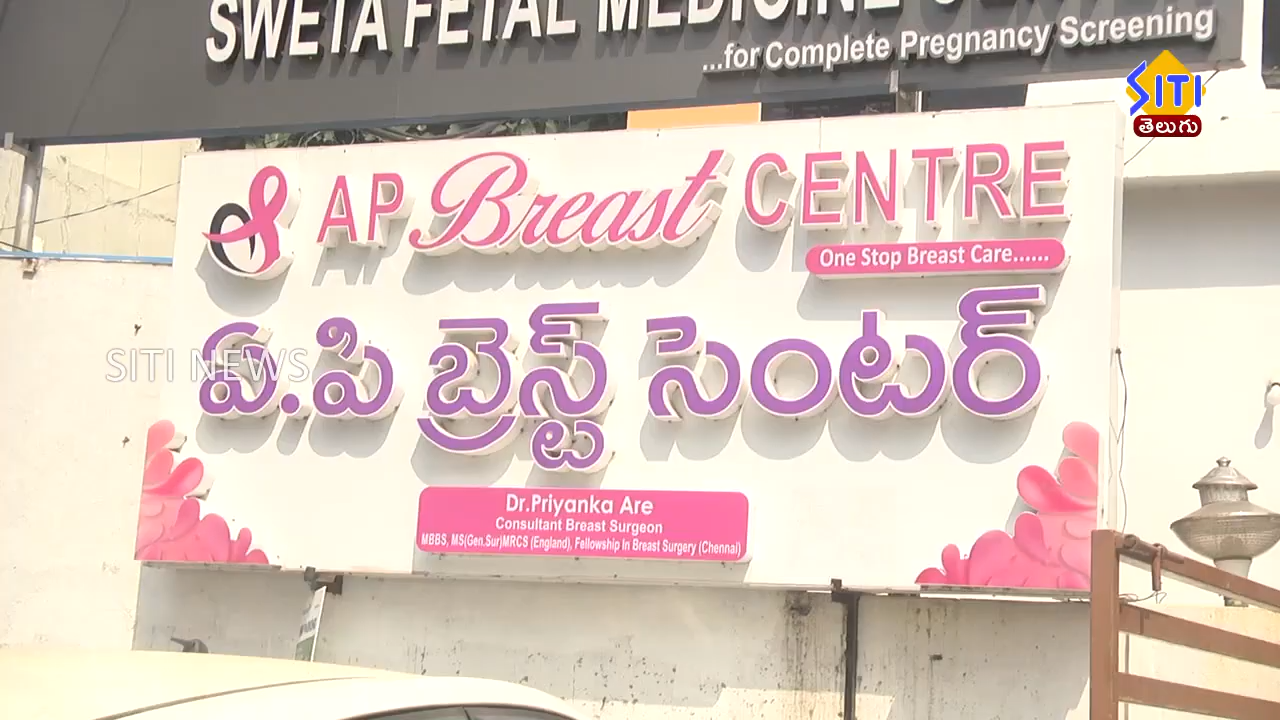 SWETA FETAL MEDICINE
...for Complete Pregnancy Screening
SITI
తెలుగు
AP Breast CENTRE
One Stop Breast Care......
ఏ.పి బ్రెస్ట్ సెంటర్
SITI NEWS
Dr.Priyanka Are
Consultant Breast Surgeon
MBBS, MS(Gen.Sur)MRCS (England), Fellowship in Breast Surgery (Chennai)